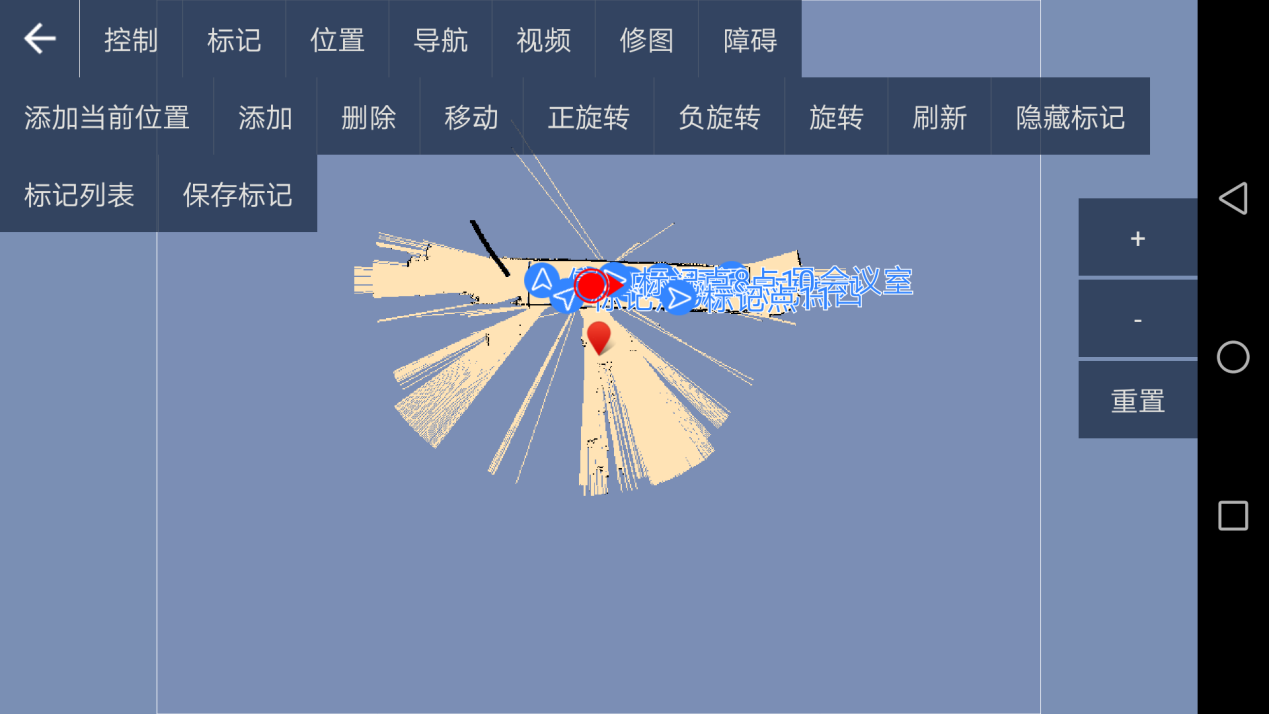 控制 标记 位置 导航 视频 修图 障碍
添加当前位置 添加 删除 移动 正旋转 负旋转 旋转 刷新 隐藏标记
标记列表 保存标记
+
-
重置
会议室